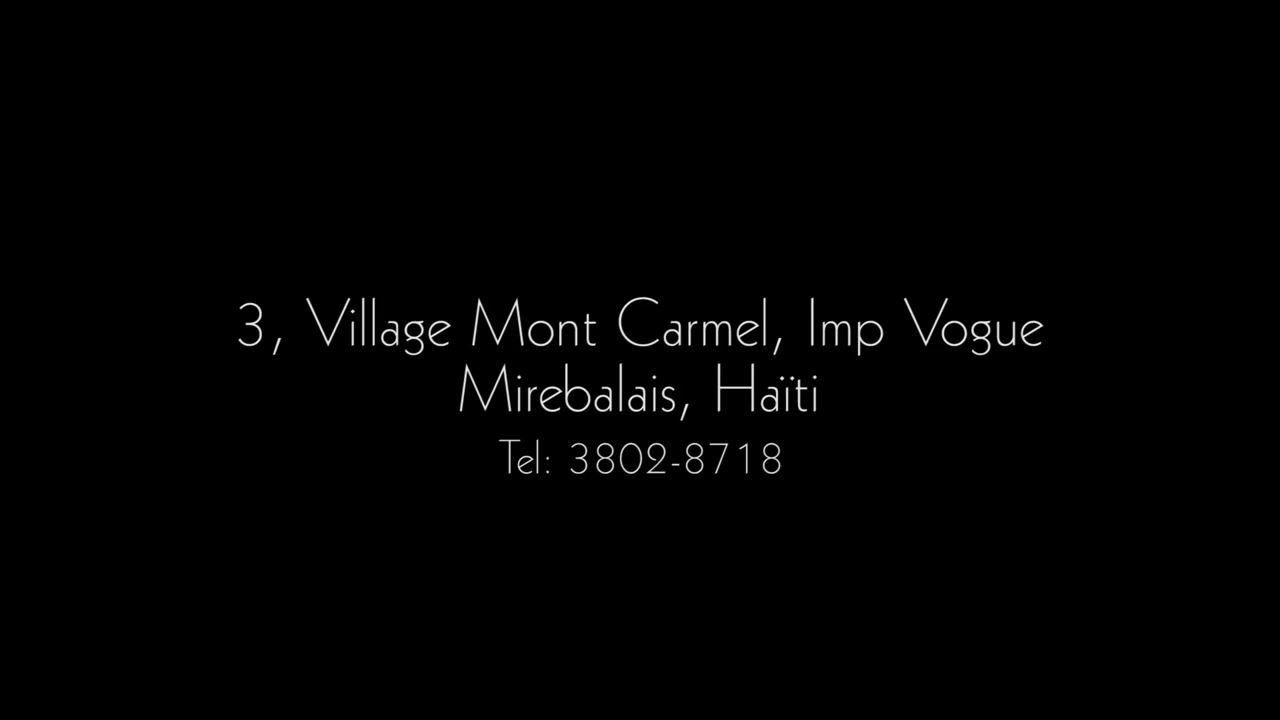 3, Village Mont Carmel, Imp Vogue
Mirebalais, Haïti
Tel: 3802-8718